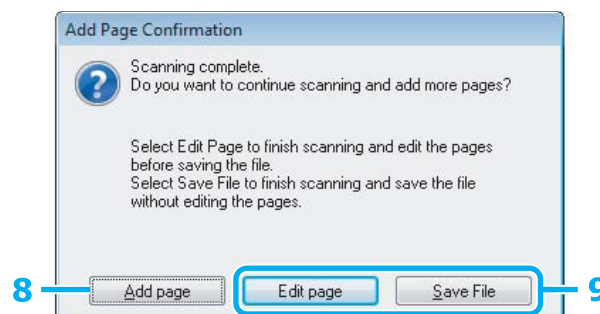 Add Page Confirmation
Scanning complete.
Do you want to continue scanning and add more pages?
Select Edit Page to finish scanning and edit the pages
before saving the file.
Select Save File to finish scanning and save the file
without editing the pages.
8 Add page Edit page Save File 9